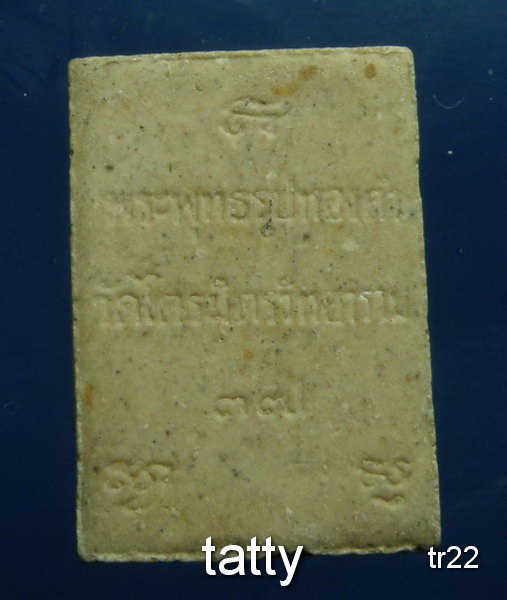 พระพุทธรูปทองคำ
วัดไตรมิตรวิทยาราม
๓๗
tatty
tr22